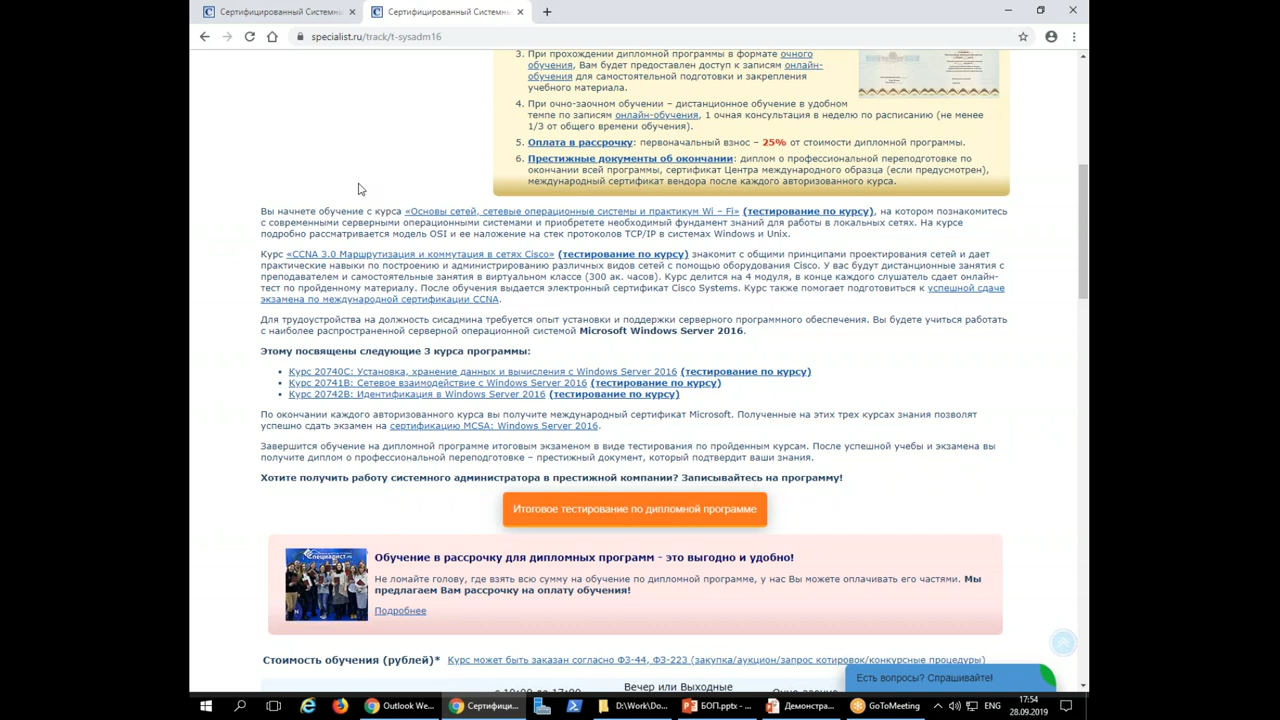 Сертифицированный Системны
Сертифицированный Системны
specialist.ru/track/t-sysadm16
3. При прохождении дипломной программы в формате очного
обучения, Вам будет предоставлен доступ к записям онлайн-
обучения для самостоятельной подготовки и закрепления
учебного материала.
4. При очно-заочном обучении – дистанционное обучение в удобном
темпе по записям онлайн-обучения, 1 очная консультация в неделю по расписанию (не менее
1/3 от общего времени обучения).
5. Оплата в рассрочку: первоначальный взнос – 25% от стоимости дипломной программы.
6. Престижные документы об окончании: диплом о профессиональной переподготовке по
окончании всей программы, сертификат Центра международного образца (если предусмотрен),
международный сертификат вендора после каждого авторизованного курса.
Вы начнете обучение с курса «Основы сетей, сетевые операционные системы и практикум Wi – Fi» (тестирование по курсу), на котором познакомитесь
с современными серверными операционными системами и приобретете необходимый фундамент знаний для работы в локальных сетях. На курсе
подробно рассматривается модель OSI и ее наложение на стек протоколов TCP/IP в системах Windows и Unix.
Курс «CCNA 3.0 Маршрутизация и коммутация в сетях Cisco» (тестирование по курсу) знакомит с общими принципами проектирования сетей и дает
практические навыки по построению и администрированию различных видов сетей с помощью оборудования Cisco. У вас будут дистанционные занятия с
преподавателем и самостоятельные занятия в виртуальном классе (300 ак. часов). Курс делится на 4 модуля, в конце каждого слушатель сдает онлайн-
тест по пройденному материалу. После обучения выдается электронный сертификат Cisco Systems. Курс также помогает подготовиться к успешной сдаче
экзамена по международной сертификации CCNA.
Для трудоустройства на должность сисадмина требуется опыт установки и поддержки серверного программного обеспечения. Вы будете учиться работать
с наиболее распространенной серверной операционной системой Microsoft Windows Server 2016.
Этому посвящены следующие 3 курса программы:
• Курс 20740C: Установка, хранение данных и вычисления с Windows Server 2016 (тестирование по курсу)
• Курс 20741B: Сетевое взаимодействие с Windows Server 2016 (тестирование по курсу)
• Курс 20742B: Идентификация в Windows Server 2016 (тестирование по курсу)
По окончании каждого авторизованного курса вы получите международный сертификат Microsoft. Полученные на этих трех курсах знания позволят
успешно сдать экзамен на сертификацию MCSA: Windows Server 2016.
Завершится обучение на дипломной программе итоговым экзаменом в виде тестирования по пройденным курсам. После успешной учебы и экзамена вы
получите диплом о профессиональной переподготовке – престижный документ, который подтвердит ваши знания.
Хотите получить работу системного администратора в престижной компании? Записывайтесь на программу!
Итоговое тестирование по дипломной программе
Специалист.ru
Обучение в рассрочку для дипломных программ - это выгодно и удобно!
Не ломайте голову, где взять всю сумму на обучение по дипломной программе, у нас Вы можете оплачивать его частями. Мы
предлагаем Вам рассрочку на оплату обучения!
Подробнее
Стоимость обучения (рублей)* Курс может быть заказан согласно ФЗ-44, ФЗ-223 (закупка/аукцион/запрос котировок/конкурсные процедуры)
Есть вопросы? Спрашивайте!
с 10:00 до 17:00 Вечер или Выходные Очно-заочно
Outlook We... Сертифици... D:\Work\Do... БОП.pptx - ... Демонстра... GoToMeeting ENG 17:54
28.09.2019